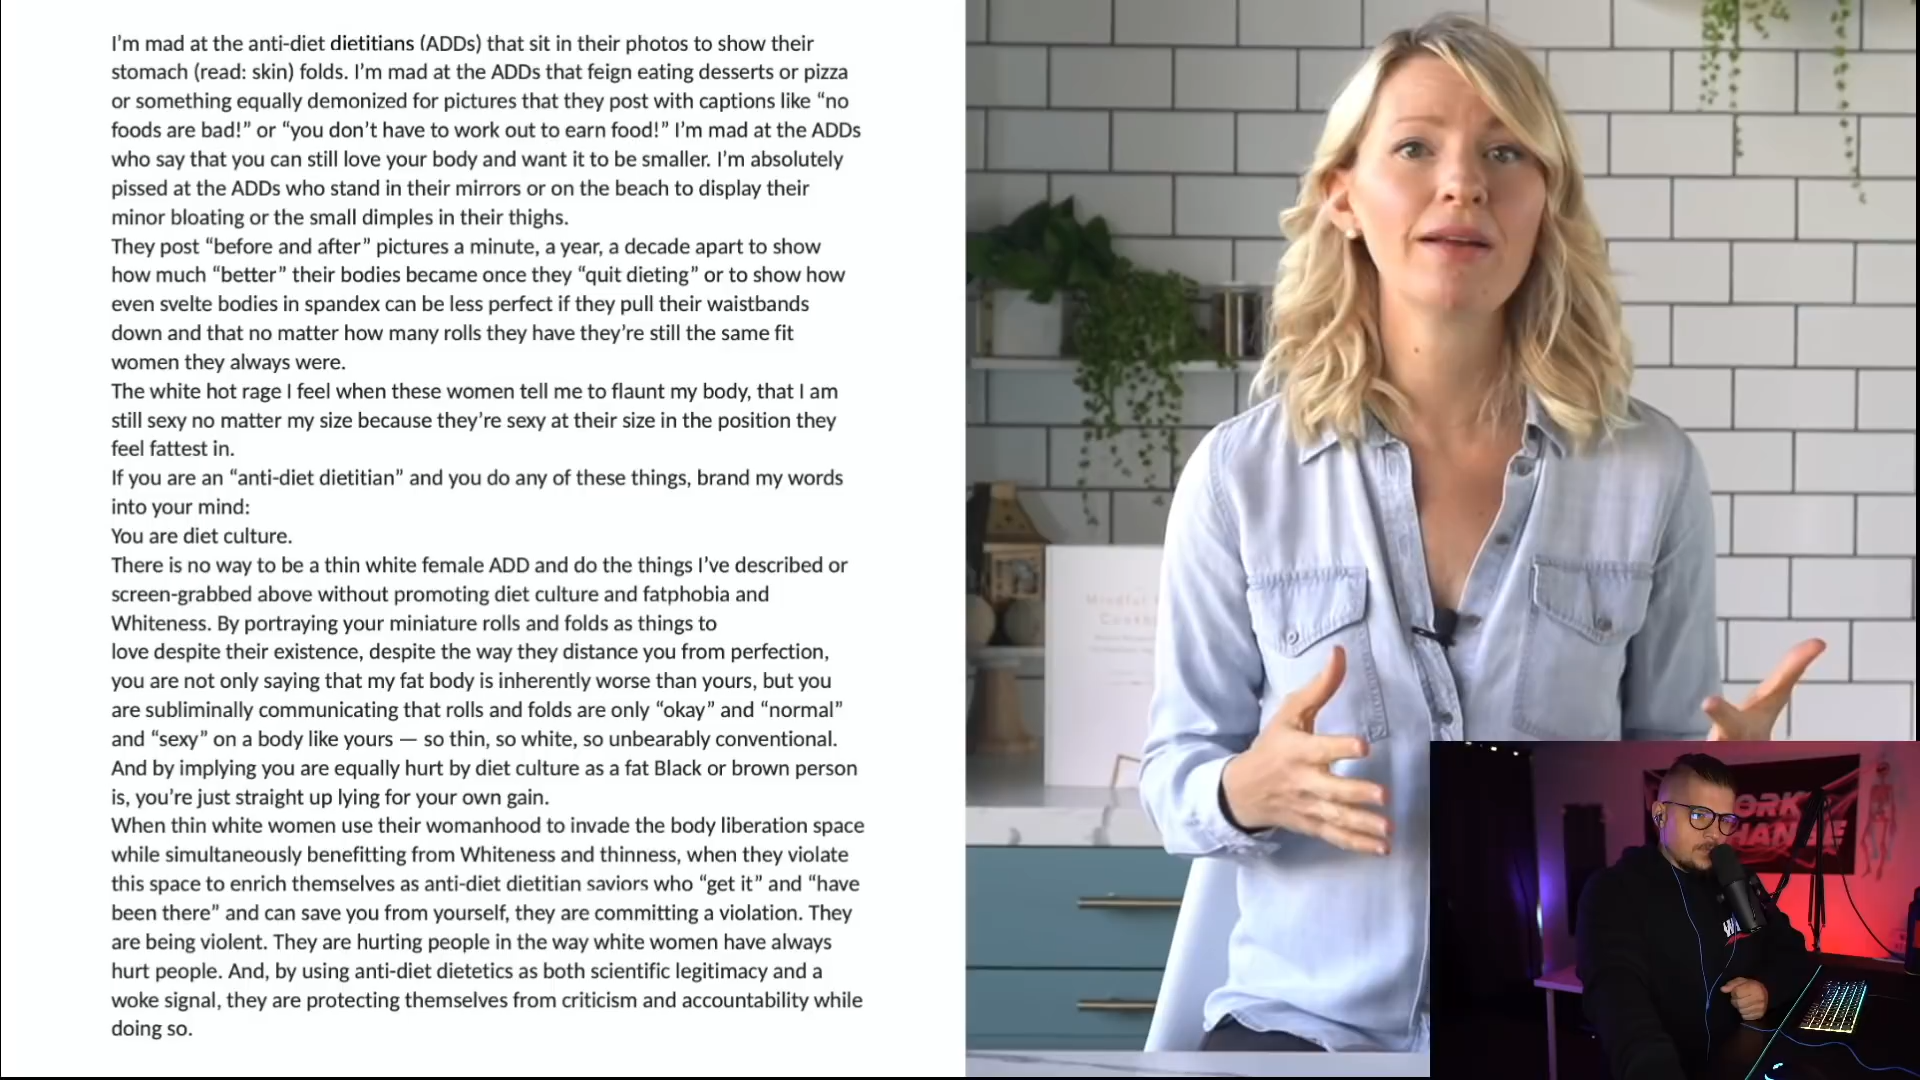 I'm mad at the anti-diet dietitians (ADDs) that sit in their photos to show their
stomach (read: skin) folds. I'm mad at the ADDs that feign eating desserts or pizza
or something equally demonized for pictures that they post with captions like “no
foods are bad!” or “you don't have to work out to earn food!” I'm mad at the ADDs
who say that you can still love your body and want it to be smaller. I'm absolutely
pissed at the ADDs who stand in their mirrors or on the beach to display their
minor bloating or the small dimples in their thighs.
They post “before and after” pictures a minute, a year, a decade apart to show
how much “better” their bodies became once they “quit dieting” or to show how
even svelte bodies in spandex can be less perfect if they pull their waistbands
down and that no matter how many rolls they have they're still the same fit
women they always were.
The white hot rage I feel when these women tell me to flaunt my body, that I am
still sexy no matter my size because they're sexy at their size in the position they
feel fattest in.
If you are an “anti-diet dietitian” and you do any of these things, brand my words
into your mind:
You are diet culture.
There is no way to be a thin white female ADD and do the things I've described or
screen-grabbed above without promoting diet culture and fatphobia and
Whiteness. By portraying your miniature rolls and folds as things to
love despite their existence, despite the way they distance you from perfection,
you are not only saying that my fat body is inherently worse than yours, but you
are subliminally communicating that rolls and folds are only “okay” and “normal”
and “sexy” on a body like yours — so thin, so white, so unbearably conventional.
And by implying you are equally hurt by diet culture as a fat Black or brown person
is, you're just straight up lying for your own gain.
When thin white women use their womanhood to invade the body liberation space
while simultaneously benefitting from Whiteness and thinness, when they violate
this space to enrich themselves as anti-diet dietitian saviors who “get it” and “have
been there” and can save you from yourself, they are committing a violation. They
are being violent. They are hurting people in the way white women have always
hurt people. And, by using anti-diet dietetics as both scientific legitimacy and a
woke signal, they are protecting themselves from criticism and accountability while
doing so.